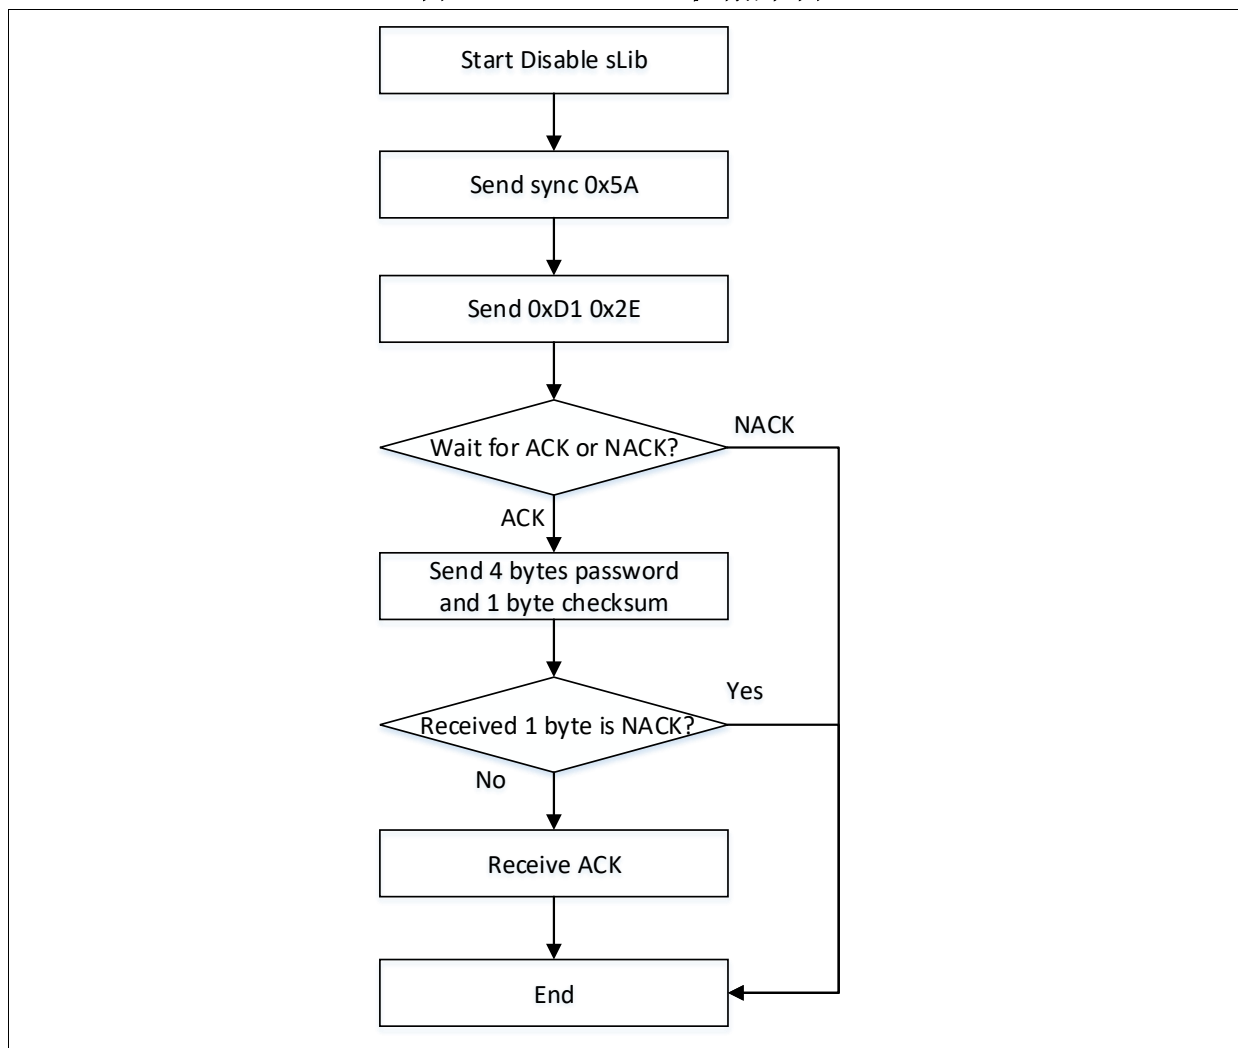 Start Disable sLib
Send sync 0x5A
Send 0xD1 0x2E
Wait for ACK or NACK?
NACK
ACK
Send 4 bytes password
and 1 byte checksum
Yes
Received 1 byte is NACK?
No
Receive ACK
End